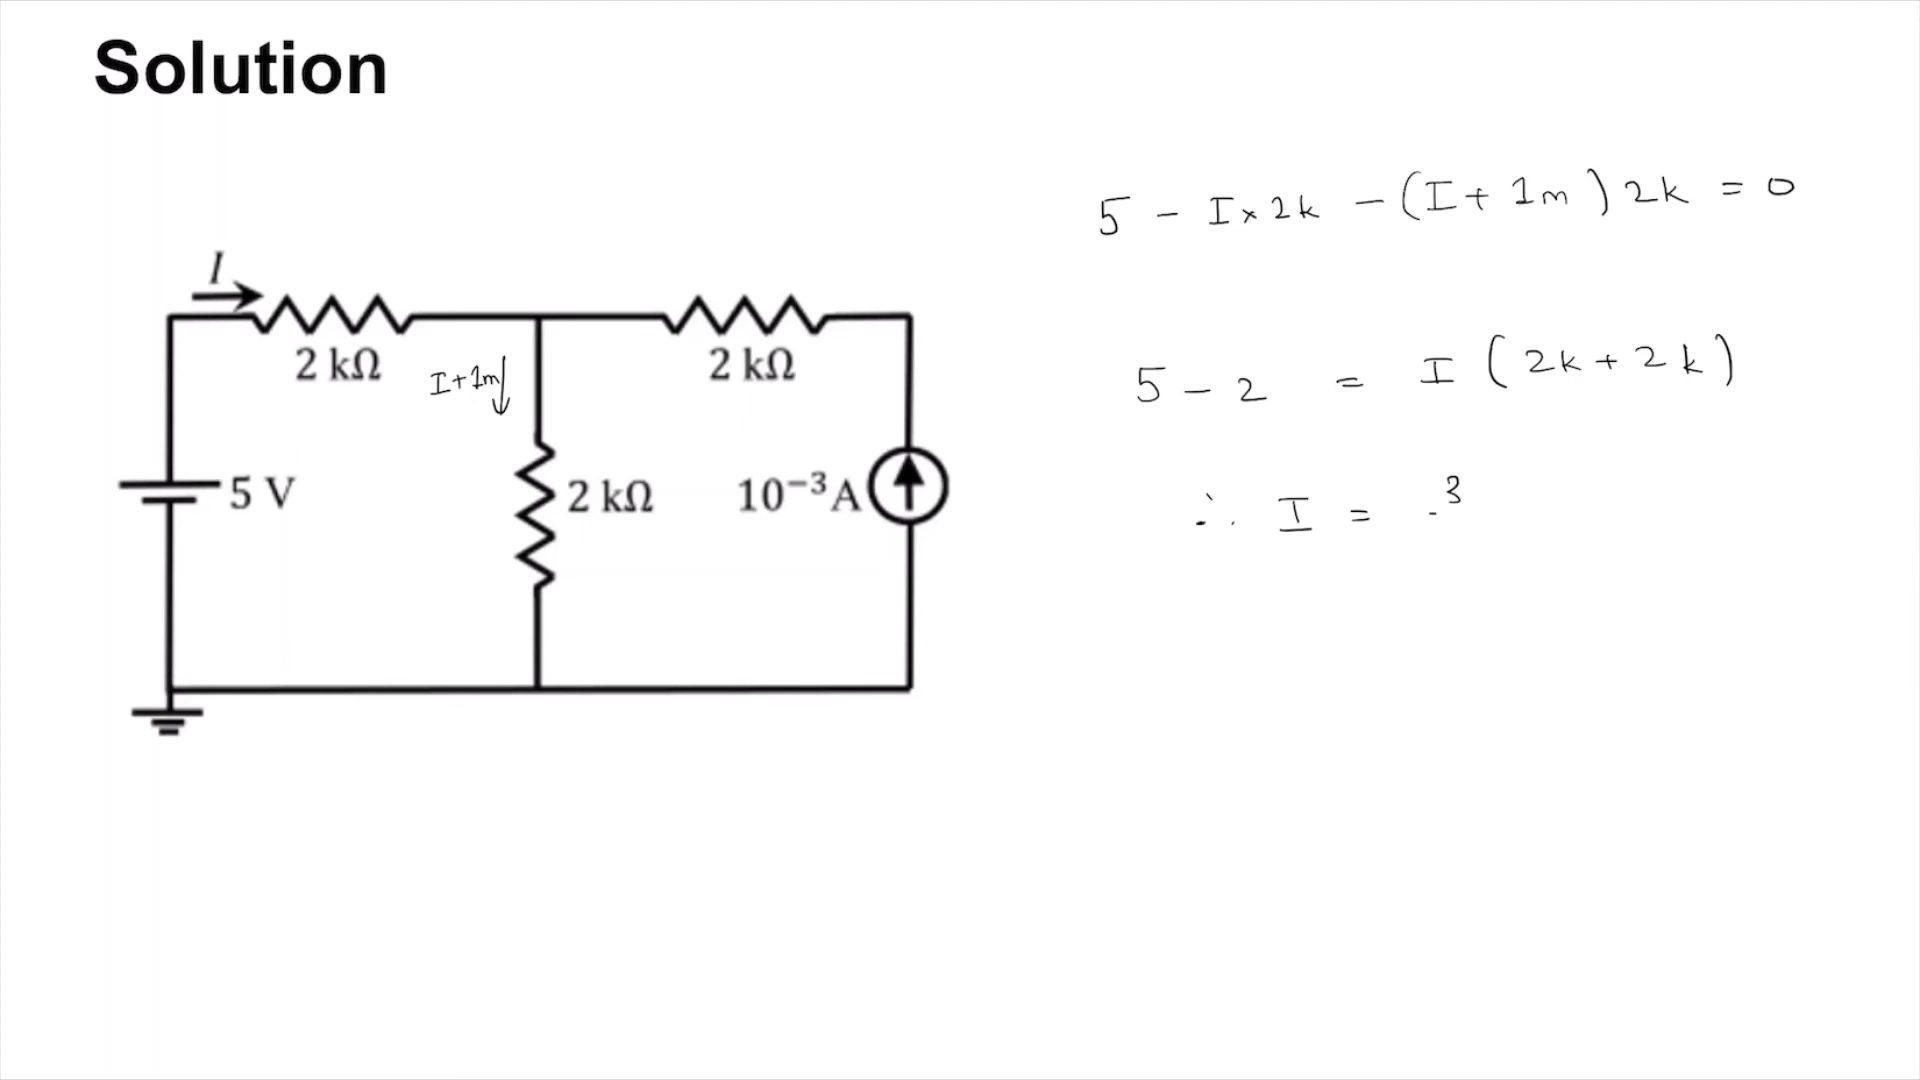 Solution
5 - I × 2k - (I + 1m) 2k = 0
I
2 kΩ
2 kΩ
I+1m
5 - 2 = I (2k + 2k)
5 V
2 kΩ
10⁻³A
∴ I = 3